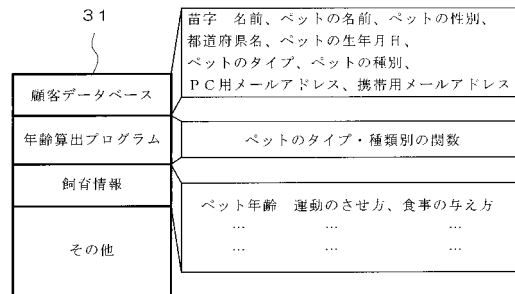 31
苗字 名前、ペットの名前、ペットの性別、
都道府県名、ペットの生年月日、
ペットのタイプ、ペットの種別、
PC用メールアドレス、携帯用メールアドレス
顧客データベース
年齢算出プログラム
ペットのタイプ・種類別の関数
飼育情報
ペット年齢 運動のさせ方、食事の与え方
… … …
… … …
その他